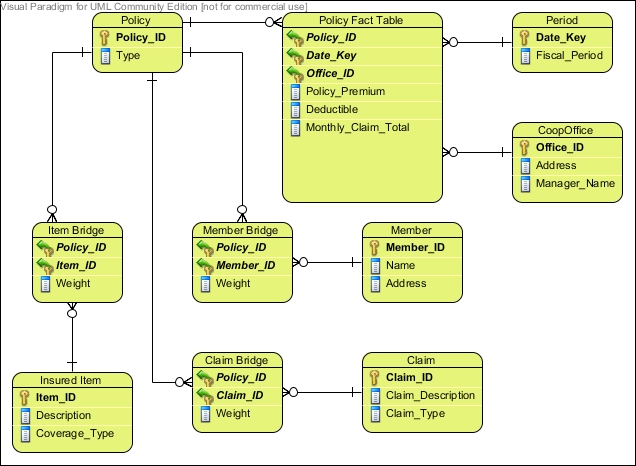 Visual Paradigm for UML Community Edition [not for commercial use]
Policy
Policy_ID
Type
Policy Fact Table
Policy_ID
Date_Key
Office_ID
Policy_Premium
Deductible
Monthly_Claim_Total
Period
Date_Key
Fiscal_Period
CoopOffice
Office_ID
Address
Manager_Name
Item Bridge
Policy_ID
Item_ID
Weight
Member Bridge
Policy_ID
Member_ID
Weight
Member
Member_ID
Name
Address
Insured Item
Item_ID
Description
Coverage_Type
Claim Bridge
Policy_ID
Claim_ID
Weight
Claim
Claim_ID
Claim_Description
Claim_Type